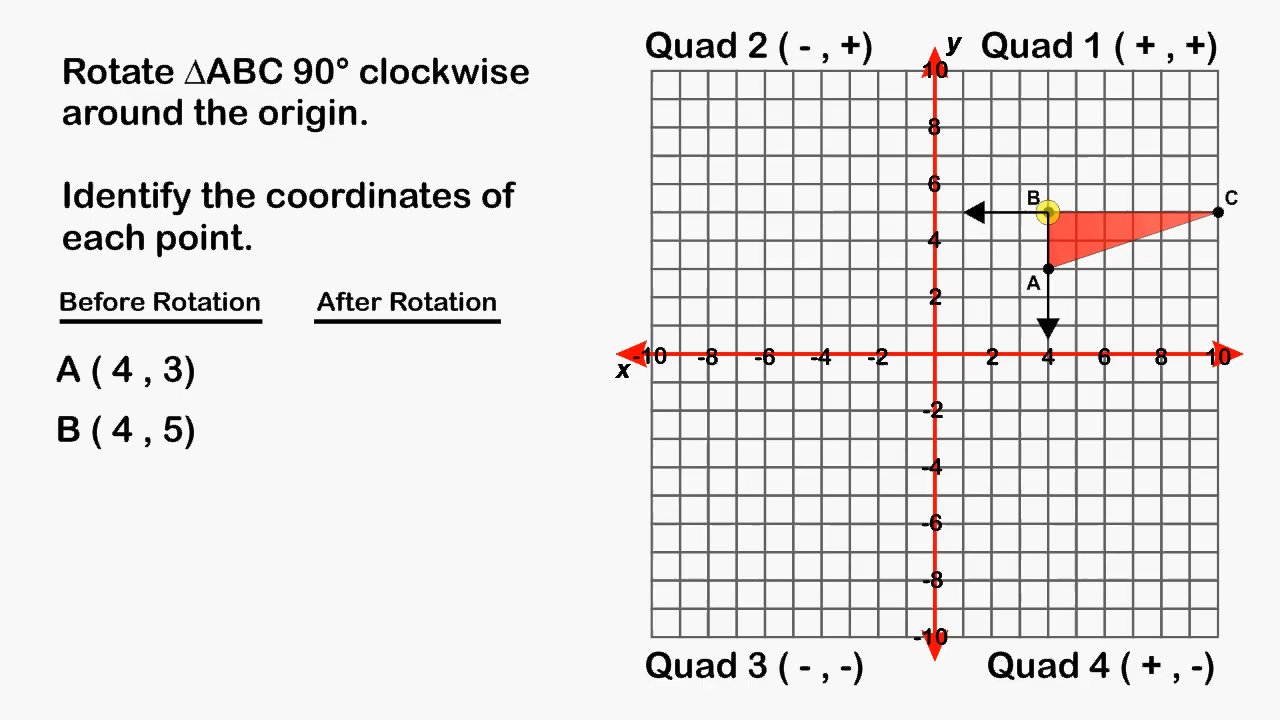 Rotate ∆ABC 90° clockwise
around the origin.
Identify the coordinates of
each point.
Before Rotation After Rotation
A ( 4 , 3)
B ( 4 , 5)
Quad 2 ( - , +) y Quad 1 ( + , +)
10
8
6
B C
4
A
2
-10 -8 -6 -4 -2 2 4 6 8 10
x
-2
-4
-6
-8
-10
Quad 3 ( - , -) Quad 4 ( + , -)